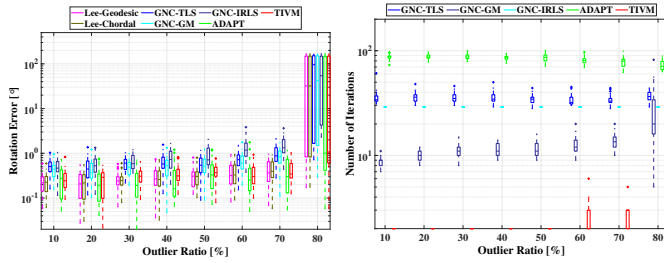 Lee-Geodesic GNC-TLS GNC-IRLS TIVM
Lee-Chordal GNC-GM ADAPT
Rotation Error [°]
10²
10¹
10⁰
10⁻¹
10 20 30 40 50 60 70 80
Outlier Ratio [%]
GNC-TLS GNC-GM GNC-IRLS ADAPT TIVM
Number of Iterations
10²
10¹
10 20 30 40 50 60 70 80
Outlier Ratio [%]